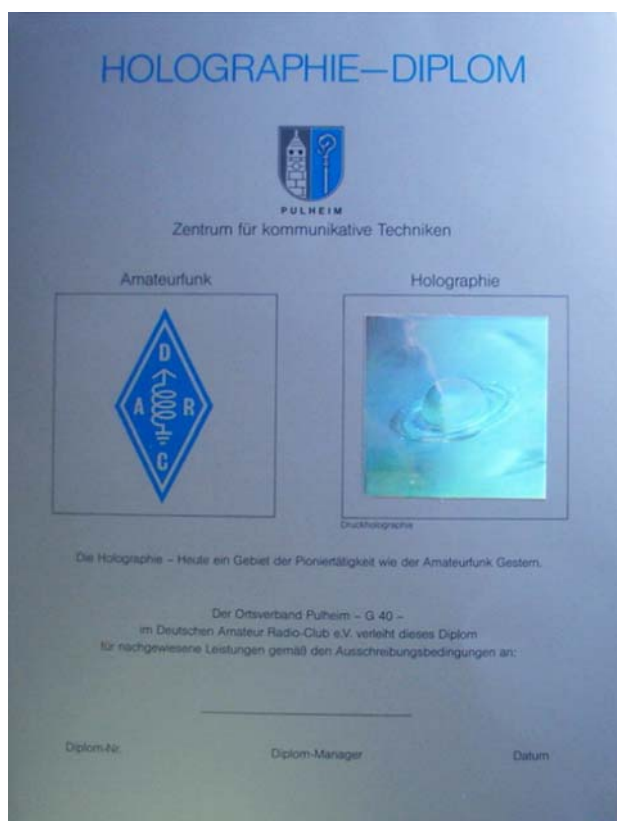 HOLOGRAPHIE–DIPLOM
PULHEIM
Zentrum für kommunikative Techniken
Amateurfunk
Holographie
D
A R
C
Druckholographie
Die Holographie – Heute ein Gebiet der Pioniertätigkeit wie der Amateurfunk Gestern.
Der Ortsverband Pulheim – G 40 –
im Deutschen Amateur Radio-Club e.V. verleiht dieses Diplom
für nachgewiesene Leistungen gemäß den Ausschreibungsbedingungen an:
Diplom-Nr. Diplom-Manager Datum